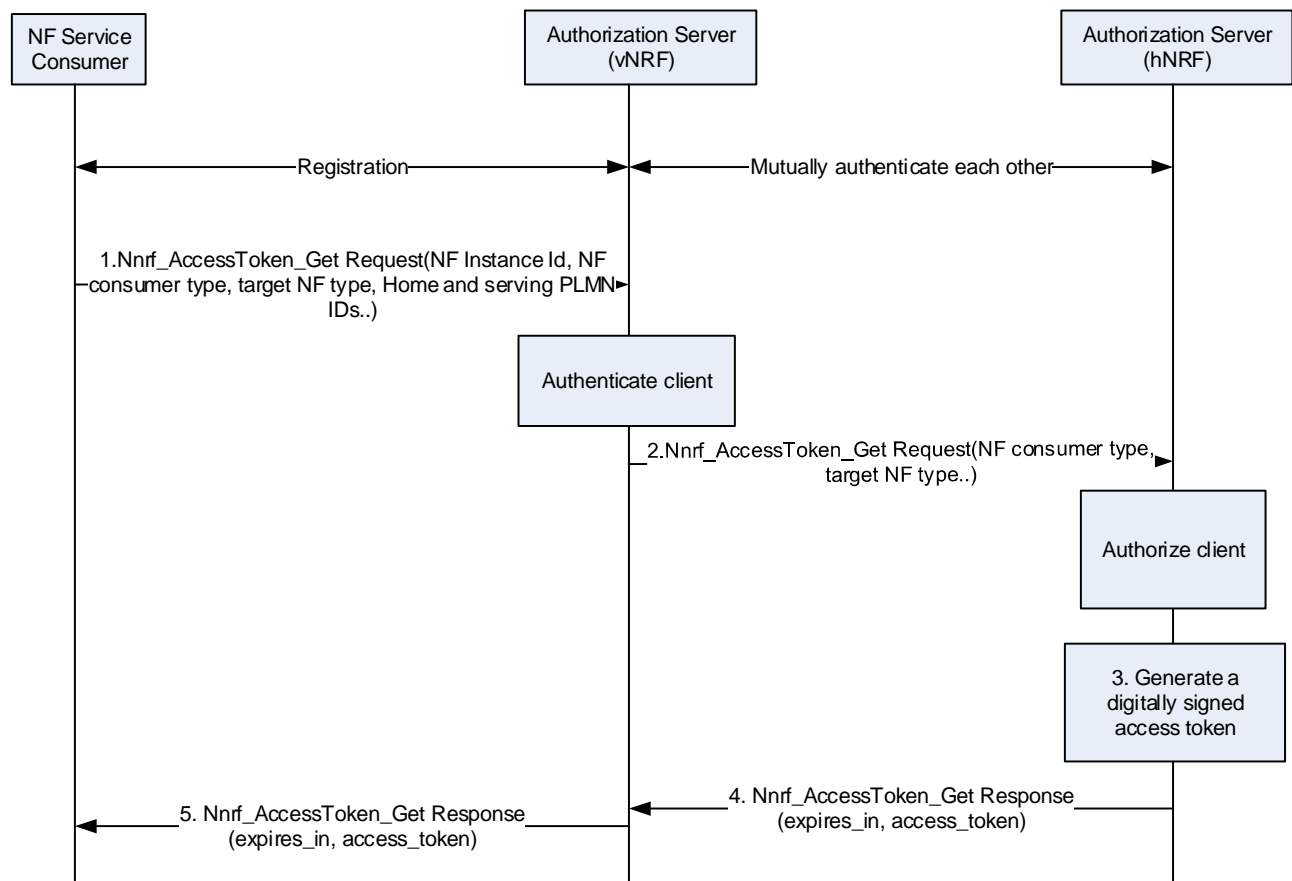 NF Service
Consumer
Authorization Server
(vNRF)
Authorization Server
(hNRF)
Registration
Mutually authenticate each other
1.Nnrf_AccessToken_Get Request(NF Instance Id, NF
consumer type, target NF type, Home and serving PLMN
IDs..)
Authenticate client
2.Nnrf_AccessToken_Get Request(NF consumer type,
target NF type..)
Authorize client
3. Generate a
digitally signed
access token
4. Nnrf_AccessToken_Get Response
(expires_in, access_token)
5. Nnrf_AccessToken_Get Response
(expires_in, access_token)